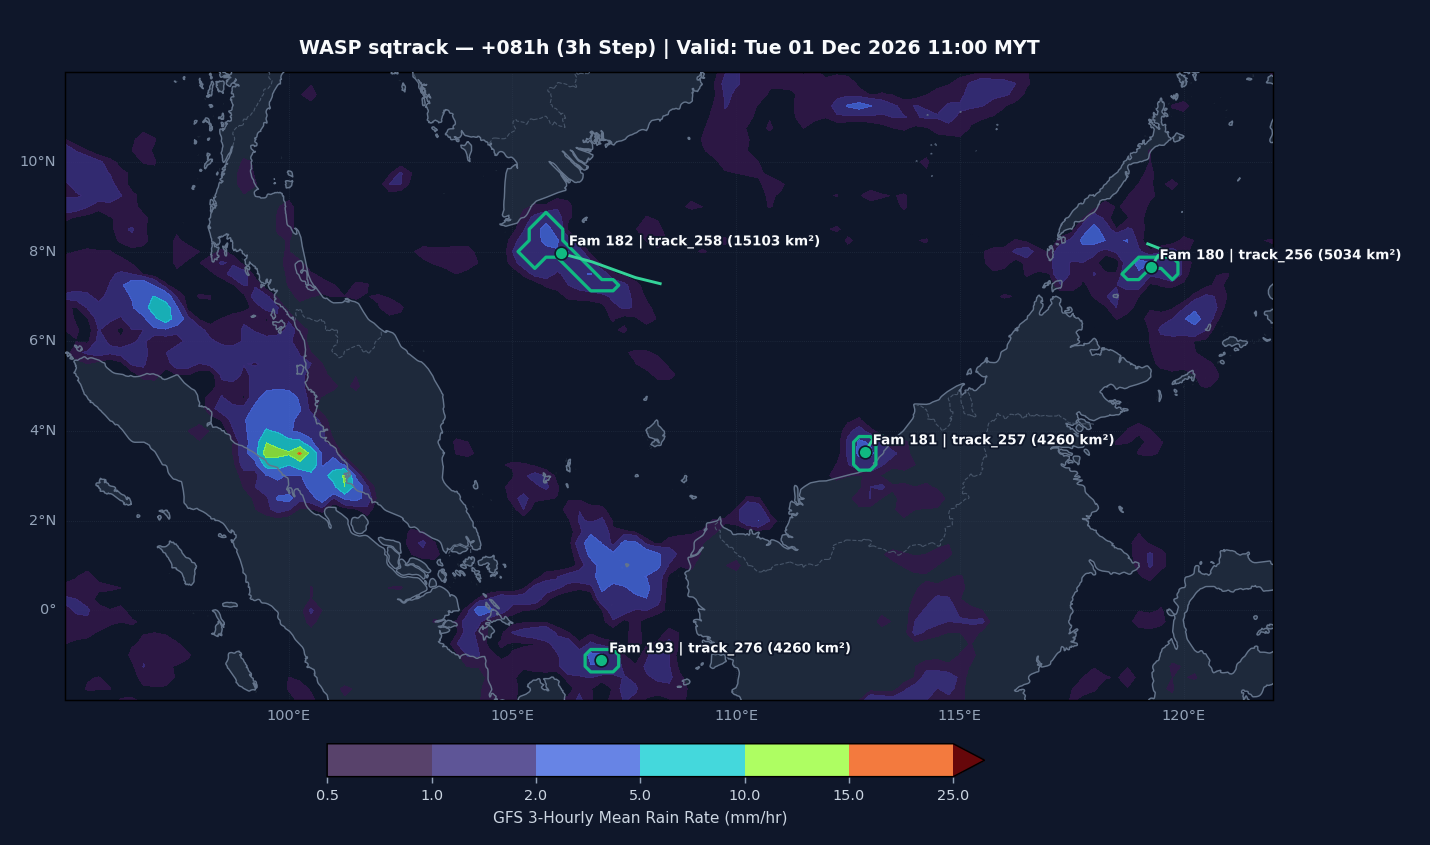 WASP sqtrack — +081h (3h Step) | Valid: Tue 01 Dec 2026 11:00 MYT
10°N
8°N
6°N
4°N
2°N
0°
Fam 182 | track_258 (15103 km²)
Fam 180 | track_256 (5034 km²)
Fam 181 | track_257 (4260 km²)
Fam 193 | track_276 (4260 km²)
100°E 105°E 110°E 115°E 120°E
0.5 1.0 2.0 5.0 10.0 15.0 25.0
GFS 3-Hourly Mean Rain Rate (mm/hr)